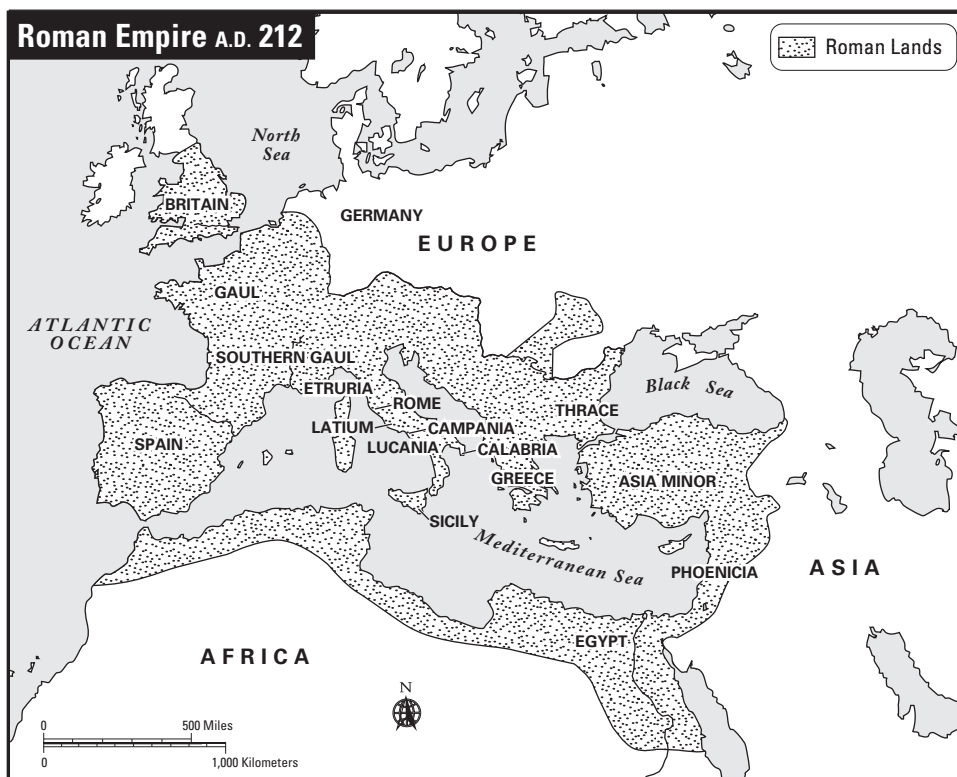 Roman Empire A.D. 212
Roman Lands
North
Sea
BRITAIN
GERMANY
EUROPE
GAUL
ATLANTIC
OCEAN
SOUTHERN GAUL
ETRURIA
Black Sea
ROME
THRACE
LATIUM
CAMPANIA
SPAIN
LUCANIA
CALABRIA
GREECE
ASIA MINOR
SICILY
Mediterranean Sea
PHOENICIA
ASIA
EGYPT
AFRICA
N
0 500 Miles
0 1,000 Kilometers